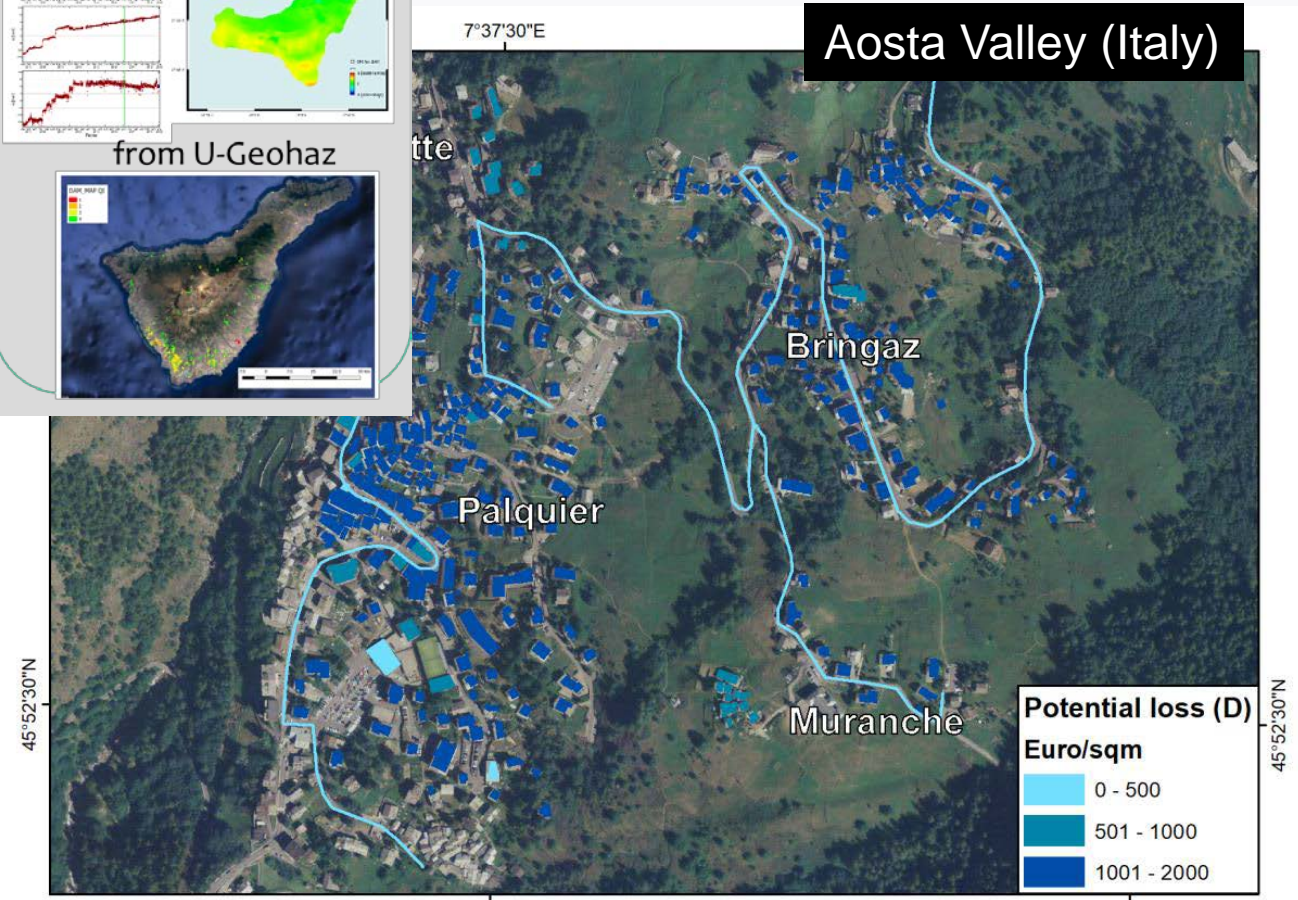 7°37'30"E
Aosta Valley (Italy)
from U-Geohaz
tte
Bringaz
Palquier
Muranche
45°52'30"N
45°52'30"N
Potential loss (D)
Euro/sqm
0 - 500
501 - 1000
1001 - 2000